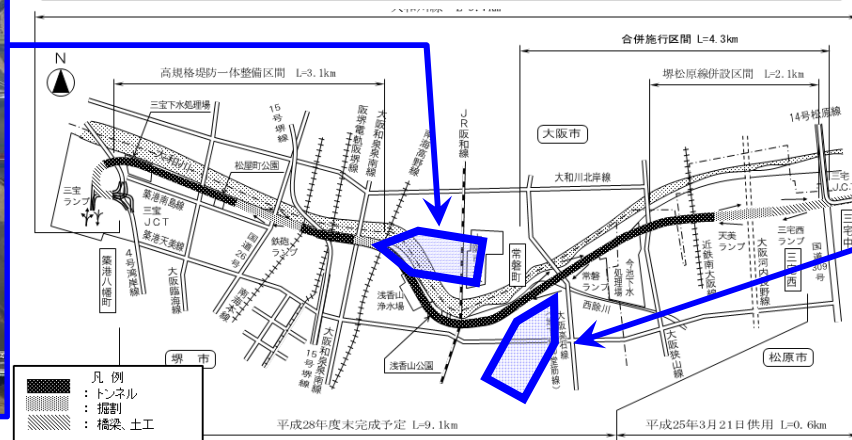 合併施行区間 L=4.3km
高規格堤防一体整備区間 L=3.1km
堺松原線併設区間 L=2.1km
N
三宝下水処理場
15号堺線
阪堺電軌阪堺線
大阪和泉泉南線
南海高野線
JR阪和線
大阪市
14号松原線
大和川
松屋町公園
大和川北岸線
三宝ランプ
三宝JCT
築港南島線
築港天美線
国道26号
鉄砲ランプ
南海本線
常磐町
常磐ランプ
今池下水処理場
天美ランプ
三宅西ランプ
三宅J.C.T
三宅中
三宅西
国道309号
築港八幡町
4号湾岸線
大阪臨海線
浅香山浄水場
西除川
近鉄南大阪線
大阪河内長野線
大阪和泉泉南線
15号堺線
浅香山公園
大阪高石線
大阪狭山線
堺市
松原市
凡例
:トンネル
:掘割
:橋梁、土工
平成28年度末完成予定 L=9.1km
平成25年3月21日供用 L=0.6km